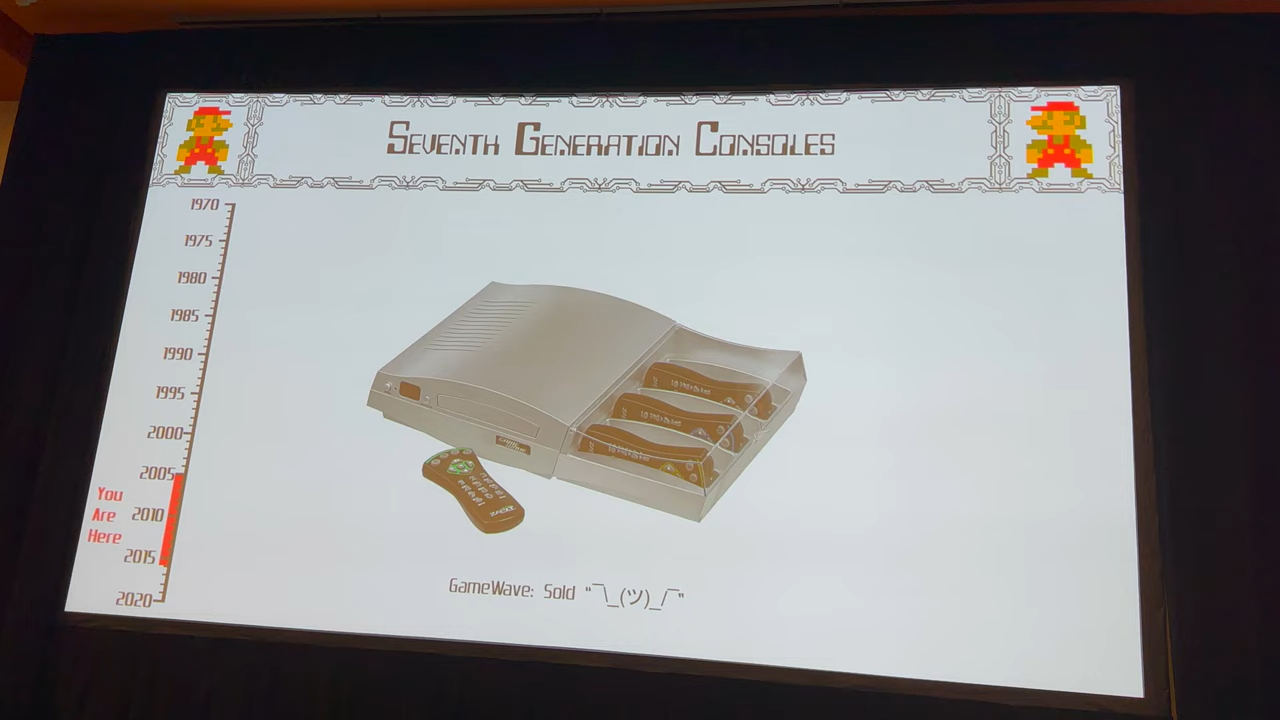 Seventh Generation Consoles
1970
1975
1980
1985
1990
1995
2000
2005
You
Are
Here
2010
2015
2020
GameWave: Sold "¯\_(ツ)_/¯"